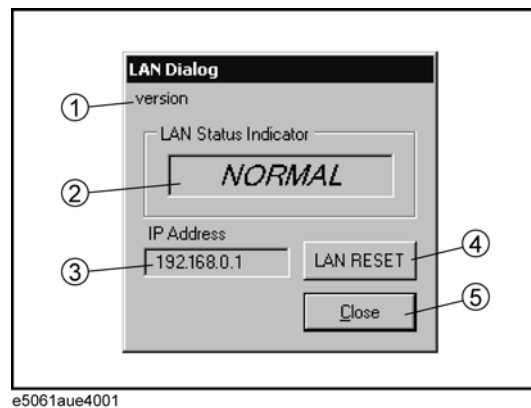 LAN Dialog
① version
LAN Status Indicator
② NORMAL
IP Address
③ 192.168.0.1
LAN RESET ④
Close ⑤
e5061aue4001